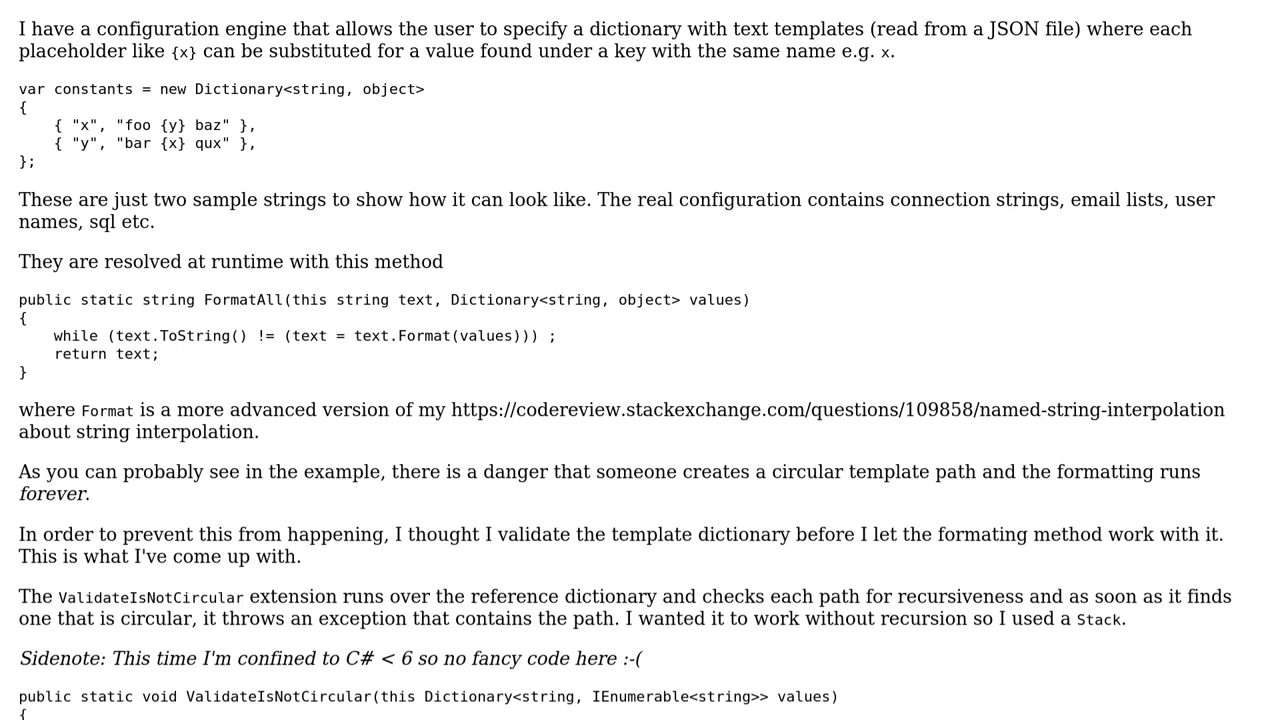 I have a configuration engine that allows the user to specify a dictionary with text templates (read from a JSON file) where each
placeholder like {x} can be substituted for a value found under a key with the same name e.g. x.
var constants = new Dictionary<string, object>
{
    { "x", "foo {y} baz" },
    { "y", "bar {x} qux" },
};
These are just two sample strings to show how it can look like. The real configuration contains connection strings, email lists, user
names, sql etc.
They are resolved at runtime with this method
public static string FormatAll(this string text, Dictionary<string, object> values)
{
    while (text.ToString() != (text = text.Format(values))) ;
    return text;
}
where Format is a more advanced version of my https://codereview.stackexchange.com/questions/109858/named-string-interpolation
about string interpolation.
As you can probably see in the example, there is a danger that someone creates a circular template path and the formatting runs
forever.
In order to prevent this from happening, I thought I validate the template dictionary before I let the formating method work with it.
This is what I've come up with.
The ValidateIsNotCircular extension runs over the reference dictionary and checks each path for recursiveness and as soon as it finds
one that is circular, it throws an exception that contains the path. I wanted it to work without recursion so I used a Stack.
Sidenote: This time I'm confined to C# < 6 so no fancy code here :-(
public static void ValidateIsNotCircular(this Dictionary<string, IEnumerable<string>> values)
{